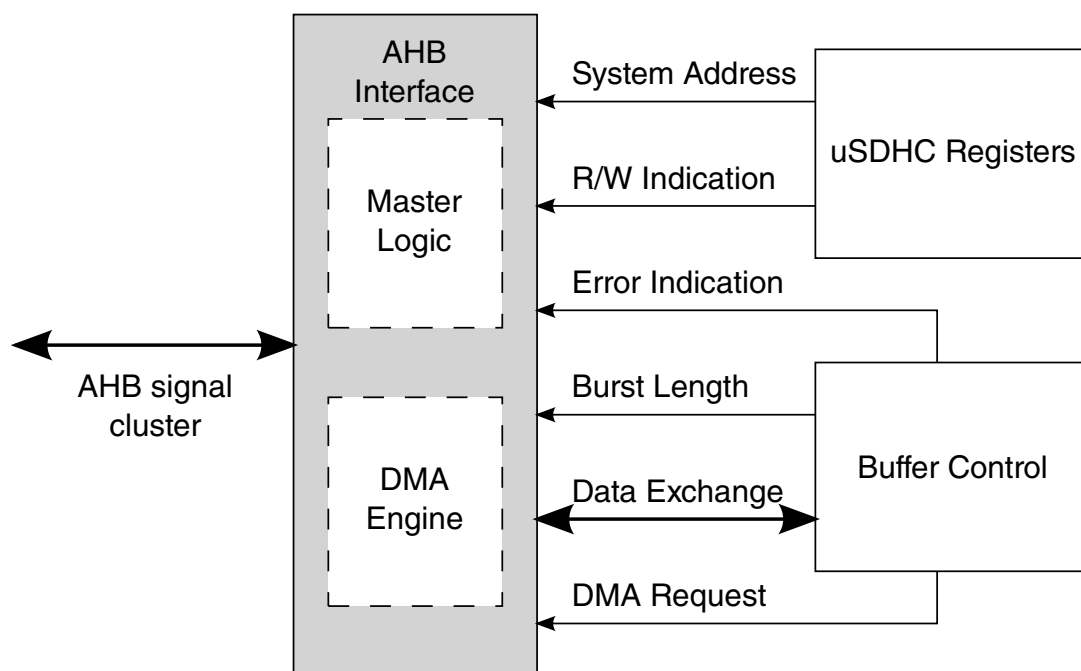 AHB
Interface
Master
Logic
DMA
Engine
AHB signal
cluster
System Address
R/W Indication
Error Indication
Burst Length
Data Exchange
DMA Request
uSDHC Registers
Buffer Control